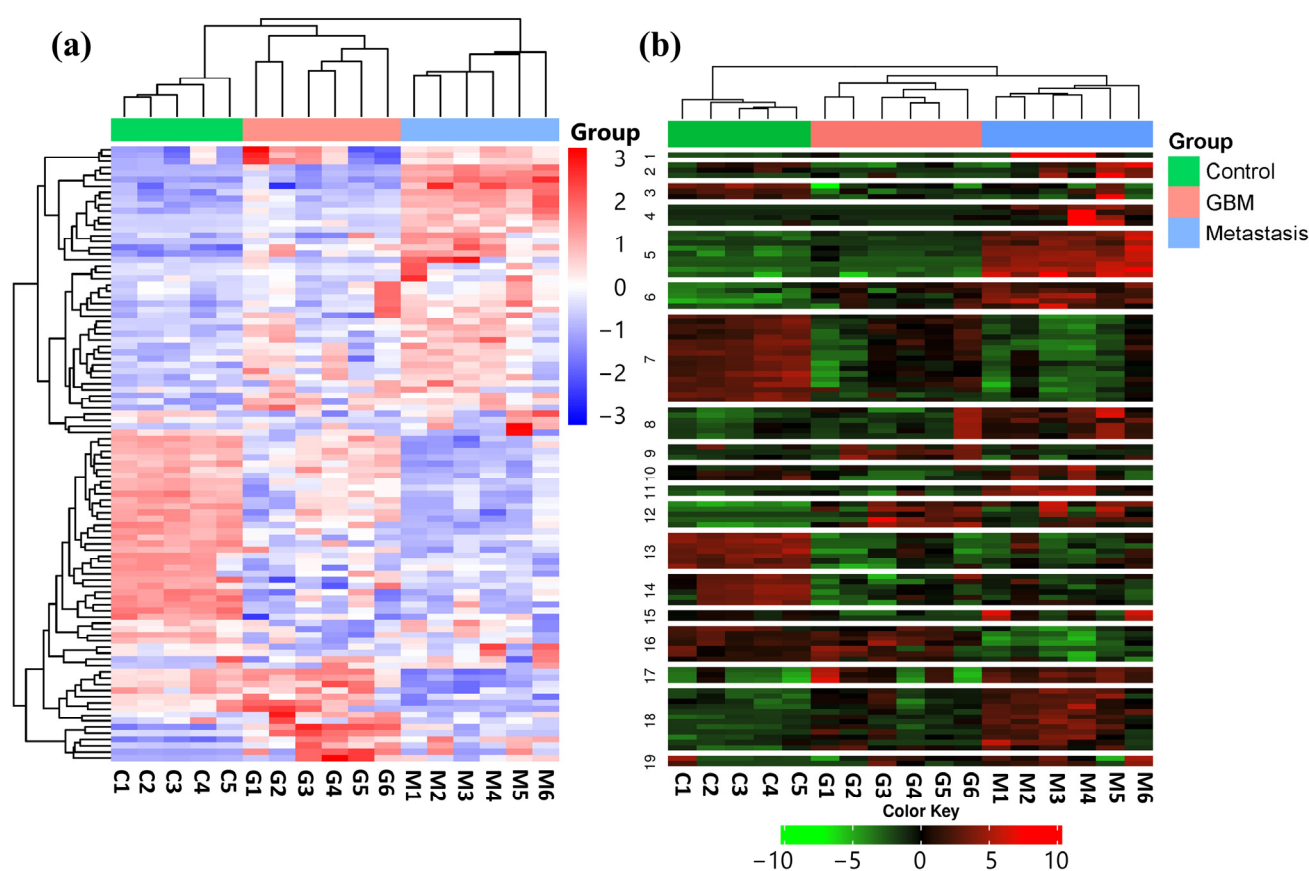 (a)
Group
3
2
1
0
−1
−2
−3
C1 C2 C3 C4 C5 G1 G2 G3 G4 G5 G6 M1 M2 M3 M4 M5 M6
(b)
Group
Control
GBM
Metastasis
1
2
3
4
5
6
7
8
9
10
11
12
13
14
15
16
17
18
19
C1 C2 C3 C4 C5 G1 G2 G3 G4 G5 G6 M1 M2 M3 M4 M5 M6
Color Key
−10 −5 0 5 10